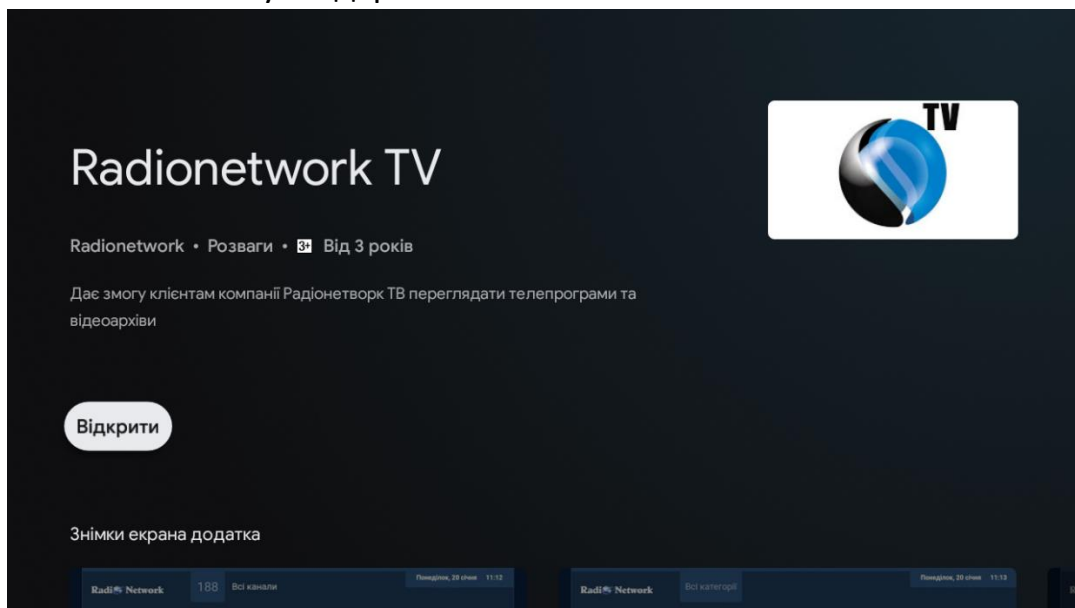 TV
Radionetwork TV
Radionetwork • Розваги • 3+ Від 3 років
Дає змогу клієнтам компанії Радіонетворк ТВ переглядати телепрограми та
відеоархіви
Відкрити
Знімки екрана додатка
Radio Network 188 Всі канали Понеділок, 20 січня 11:12
Radio Network Всі категорії Понеділок, 20 січня 11:13